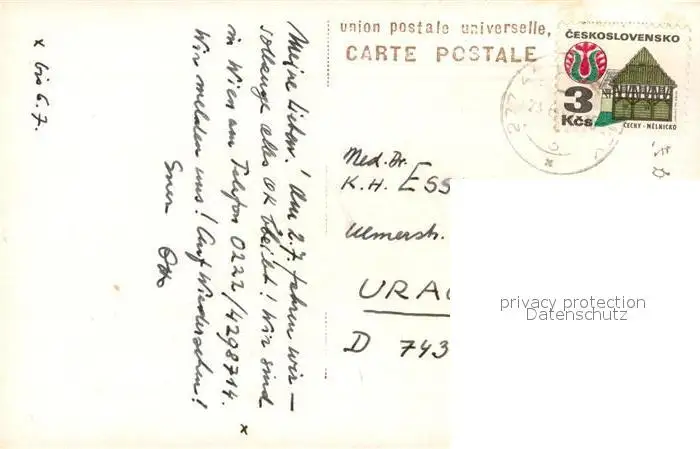 Meine Lieben! Am 2.7. fahren wir —
solange alles OK bleibt! Wir sind
in Wien am Telefon 0222/4298714. x
Wir melden uns! Auf Wiedersehen!
Euer Otto
x bis 6.7.
union postale universelle,
CARTE POSTALE
ČESKOSLOVENSKO
3
Kčs
ČECHY - MĚLNICKO
Med. Dr.
K. H. ESS
Ulmerstr.
URAC
D 743
privacy protection
Datenschutz